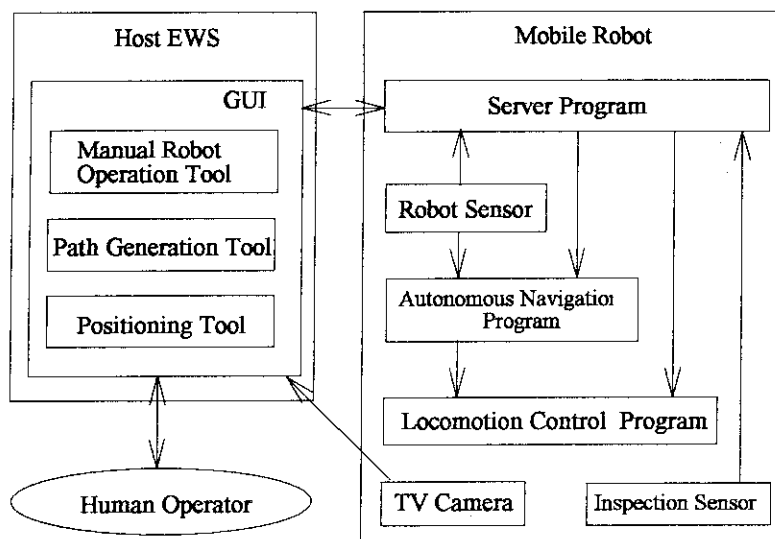 Host EWS
GUI
Manual Robot
Operation Tool
Path Generation Tool
Positioning Tool
Human Operator
Mobile Robot
Server Program
Robot Sensor
Autonomous Navigation
Program
Locomotion Control Program
TV Camera
Inspection Sensor